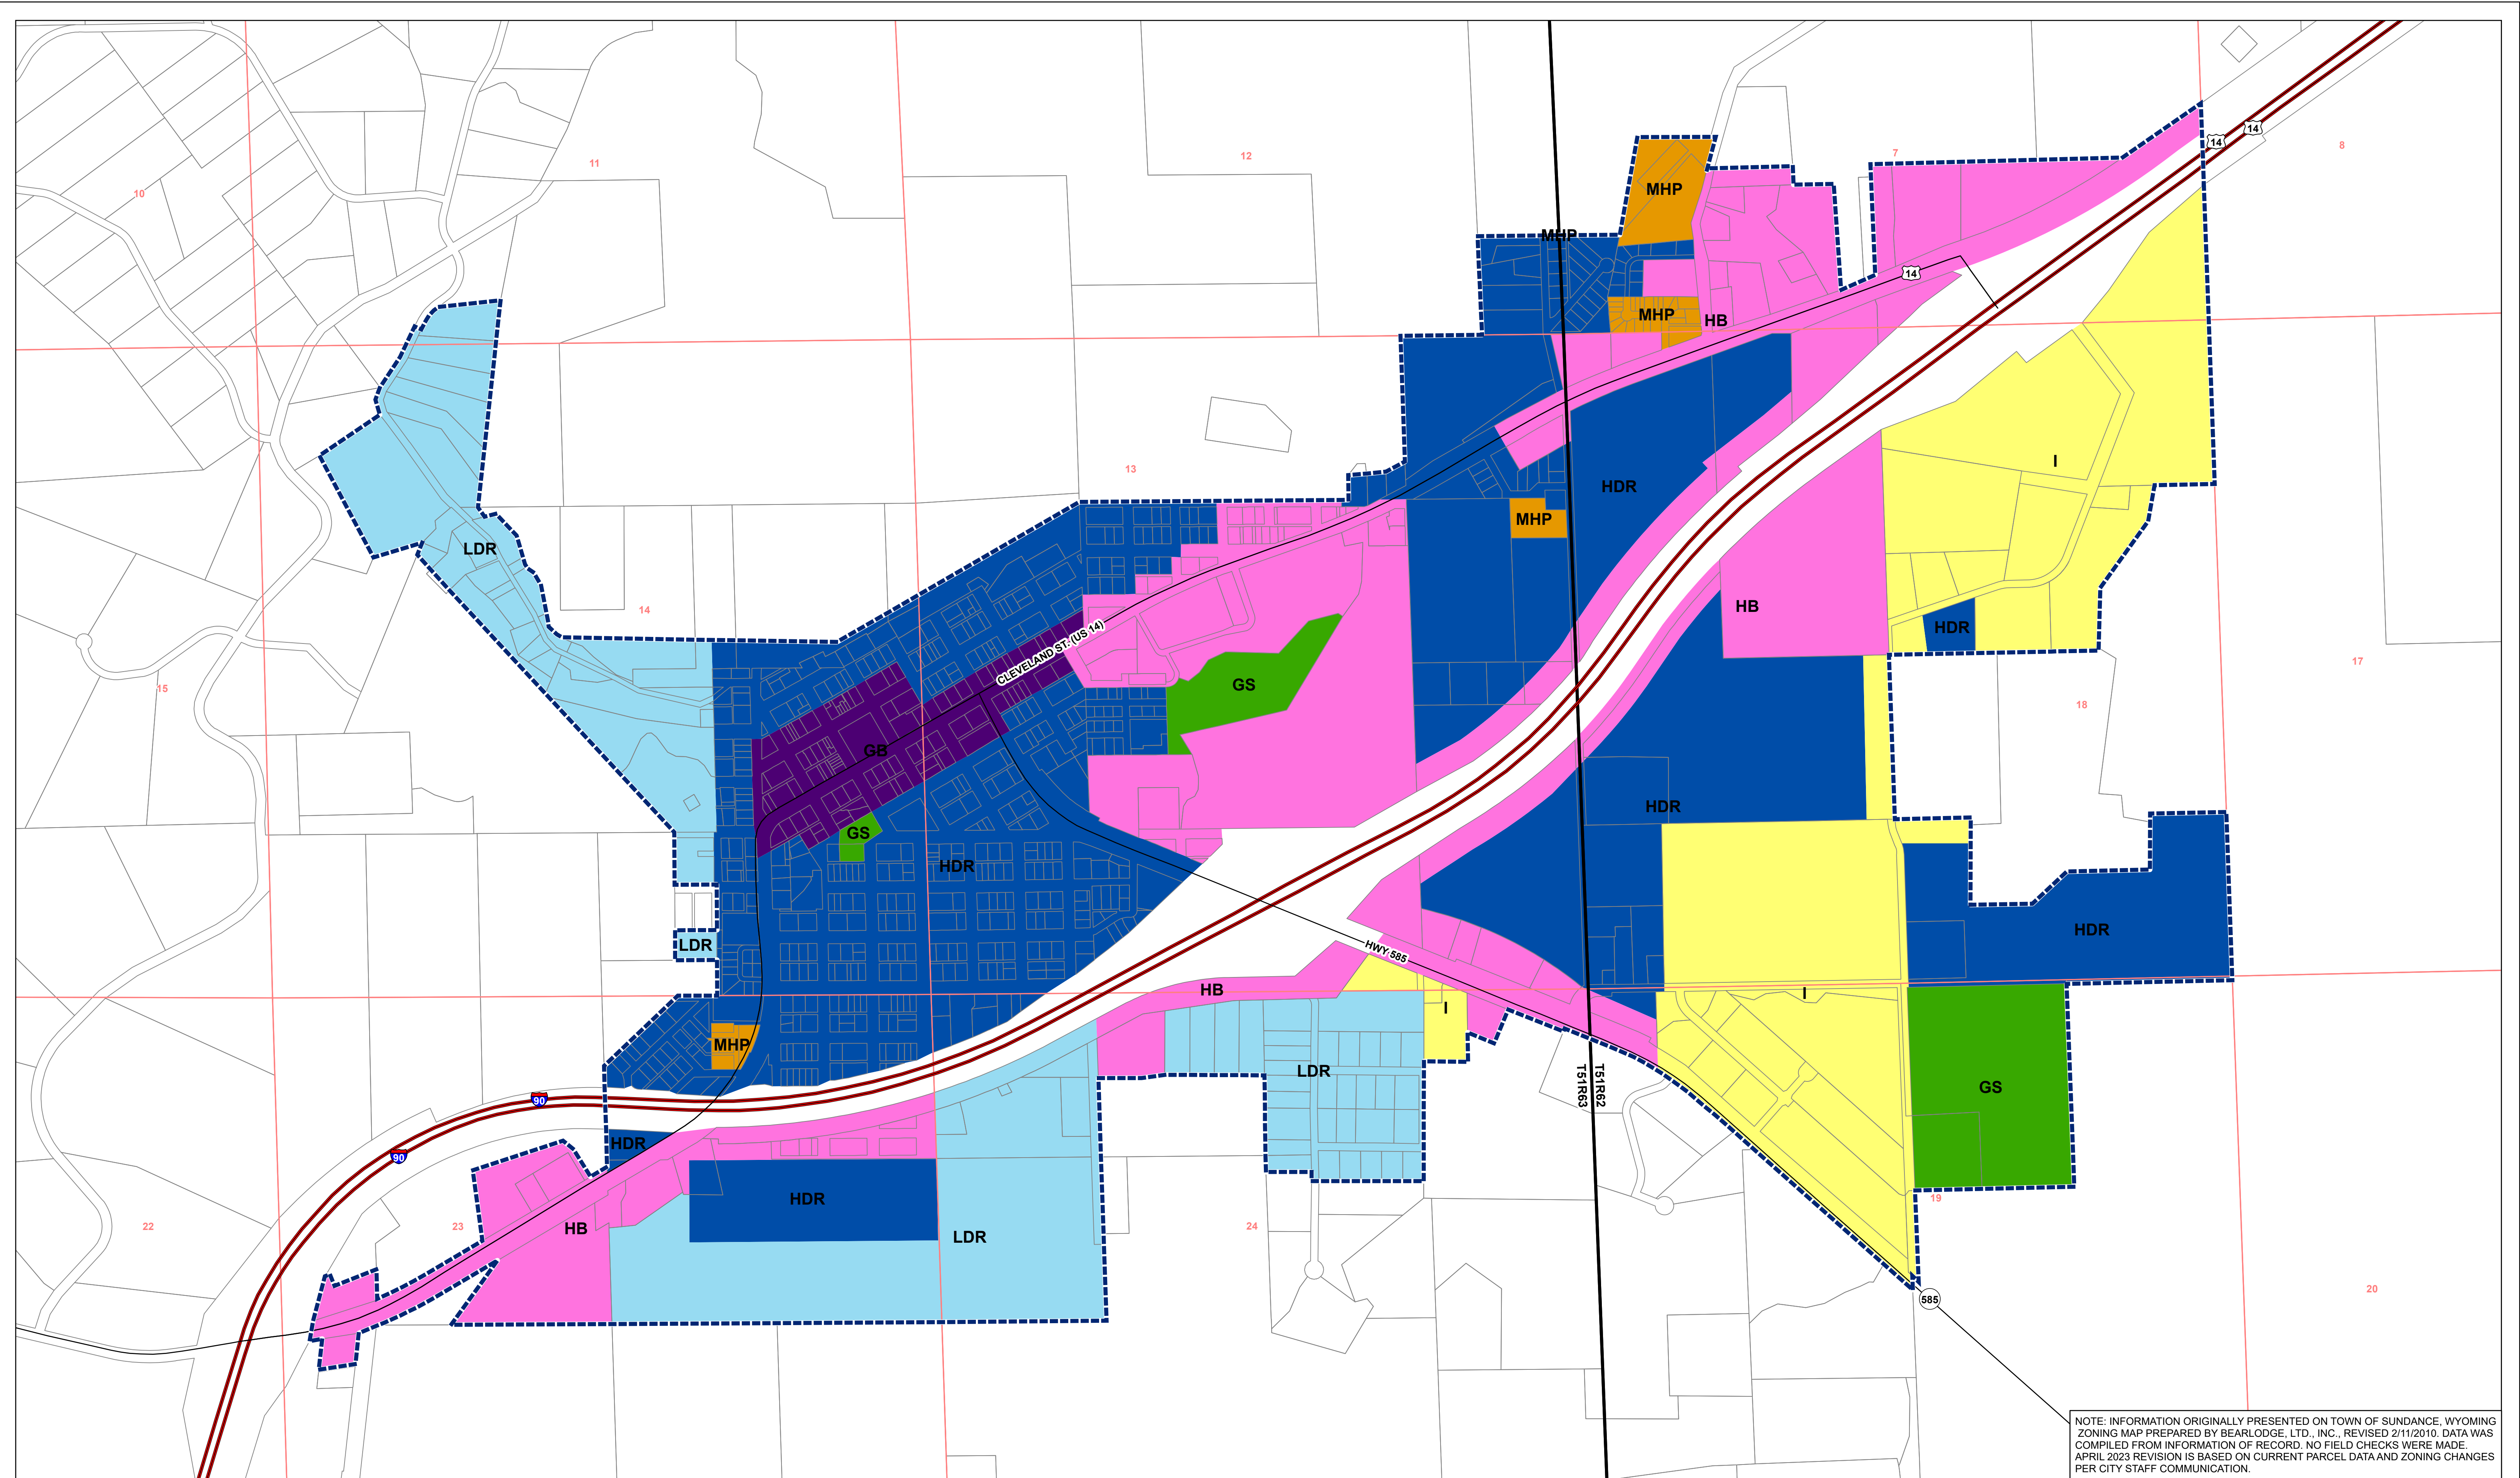 14
14
8
7
12
11
10
MHP
MHP
14
MHP
HB
I
13
HDR
MHP
LDR
14
HB
HDR
CLEVELAND ST. (US 14)
17
GS
15
18
GB
HDR
GS
HDR
HDR
LDR
HWY 585
HB
I
I
MHP
LDR
T51R63
T51R62
GS
90
HDR
90
HDR
19
22
23
HB
24
LDR
20
585
NOTE: INFORMATION ORIGINALLY PRESENTED ON TOWN OF SUNDANCE, WYOMING
ZONING MAP PREPARED BY BEARLODGE, LTD., INC., REVISED 2/11/2010. DATA WAS
COMPILED FROM INFORMATION OF RECORD. NO FIELD CHECKS WERE MADE.
APRIL 2023 REVISION IS BASED ON CURRENT PARCEL DATA AND ZONING CHANGES
PER CITY STAFF COMMUNICATION.